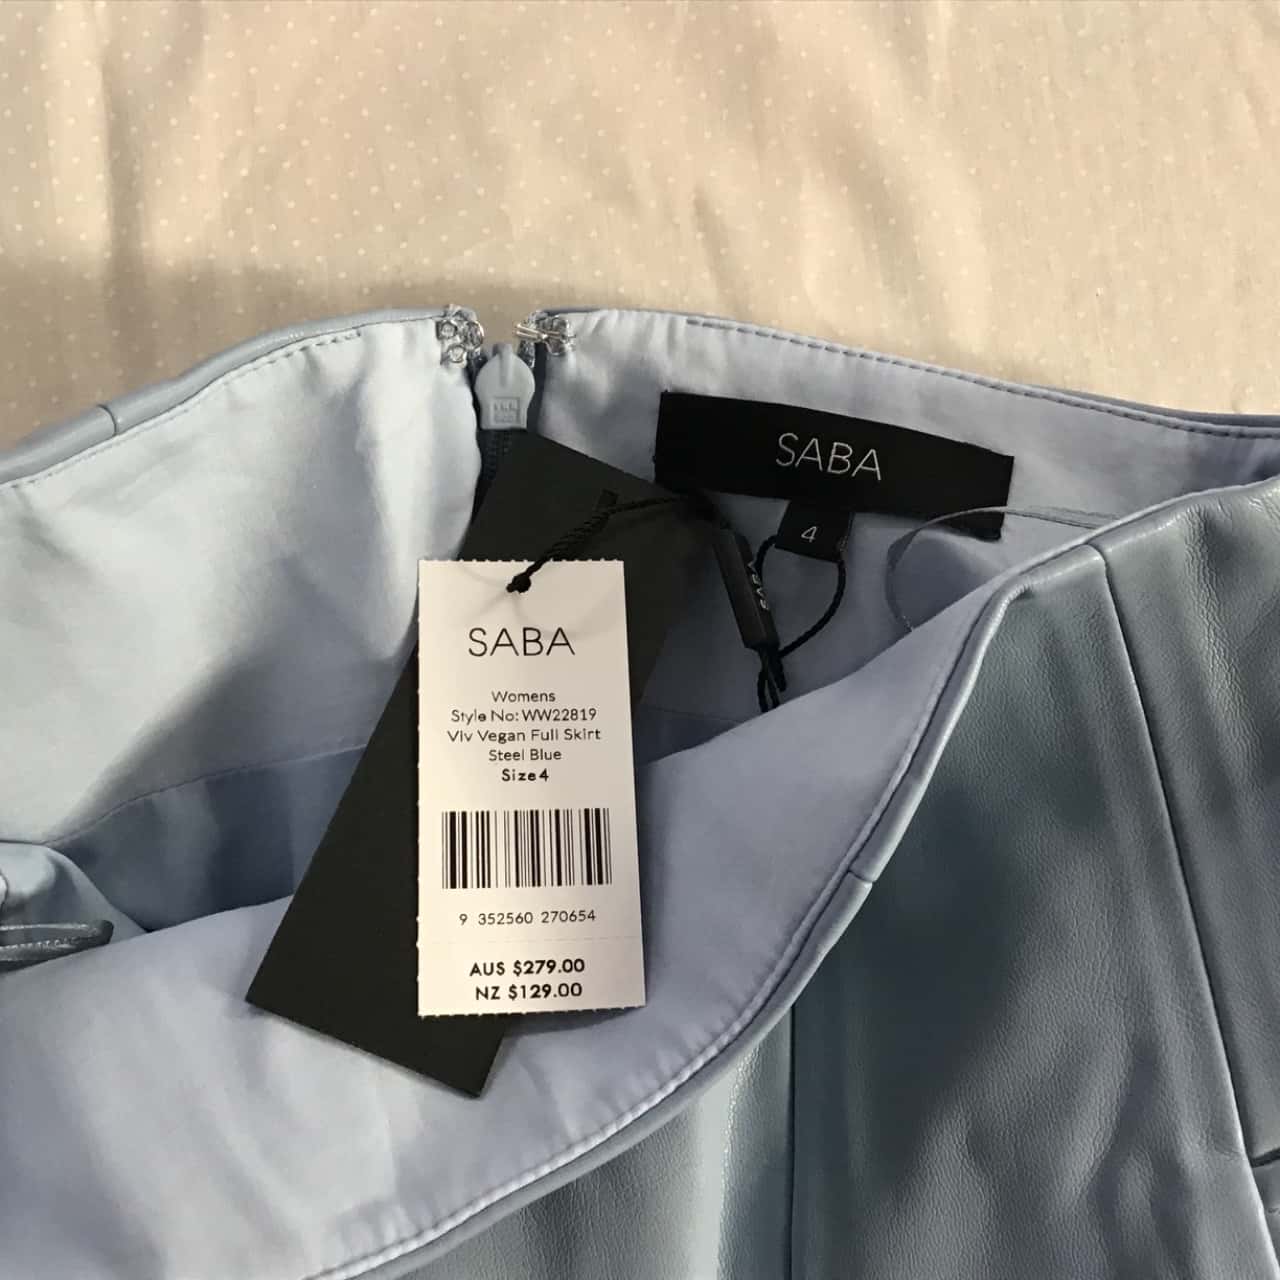 SABA
4
SABA
SABA
Womens
Style No: WW22819
VIv Vegan Full Skirt
Steel Blue
Size 4
9 352560 270654
AUS $279.00
NZ $129.00